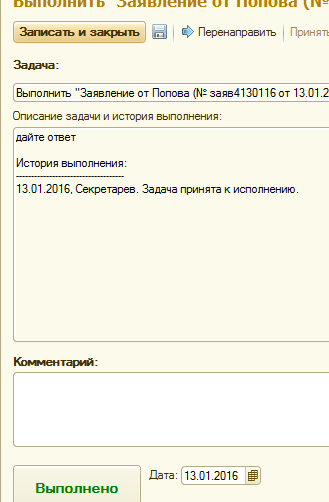 Выполнить "Заявление от Попова (№
Записать и закрыть Перенаправить Принять
Задача:
Выполнить "Заявление от Попова (№ заяв4130116 от 13.01.2
Описание задачи и история выполнения:
дайте ответ
История выполнения:
------------------------------------
13.01.2016, Секретарев. Задача принята к исполнению.
Комментарий:
Выполнено Дата: 13.01.2016